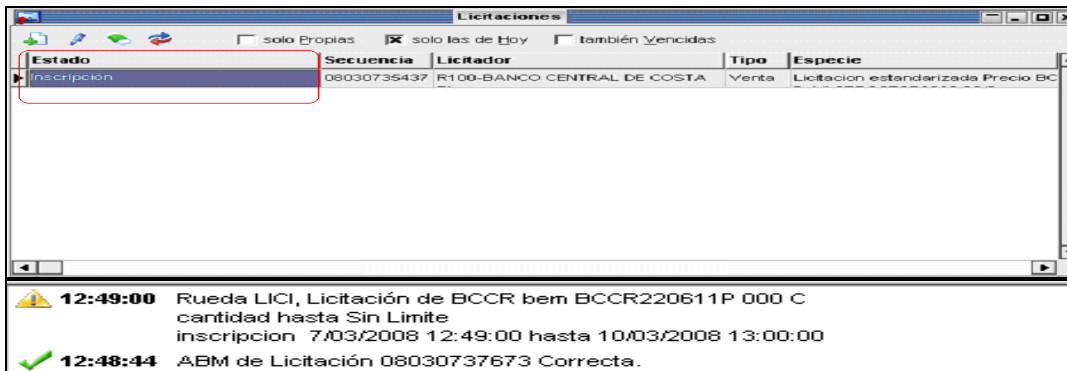 Licitaciones
solo Propias solo las de Hoy también Vencidas
Estado Secuencia Licitador Tipo Especie
Inscripción 08030735437 R100-BANCO CENTRAL DE COSTA Venta Licitacion estandarizada Precio BC
12:49:00 Rueda LICI, Licitación de BCCR bem BCCR220611P 000 C
cantidad hasta Sin Limite
inscripcion 7/03/2008 12:49:00 hasta 10/03/2008 13:00:00
12:48:44 ABM de Licitación 08030737673 Correcta.